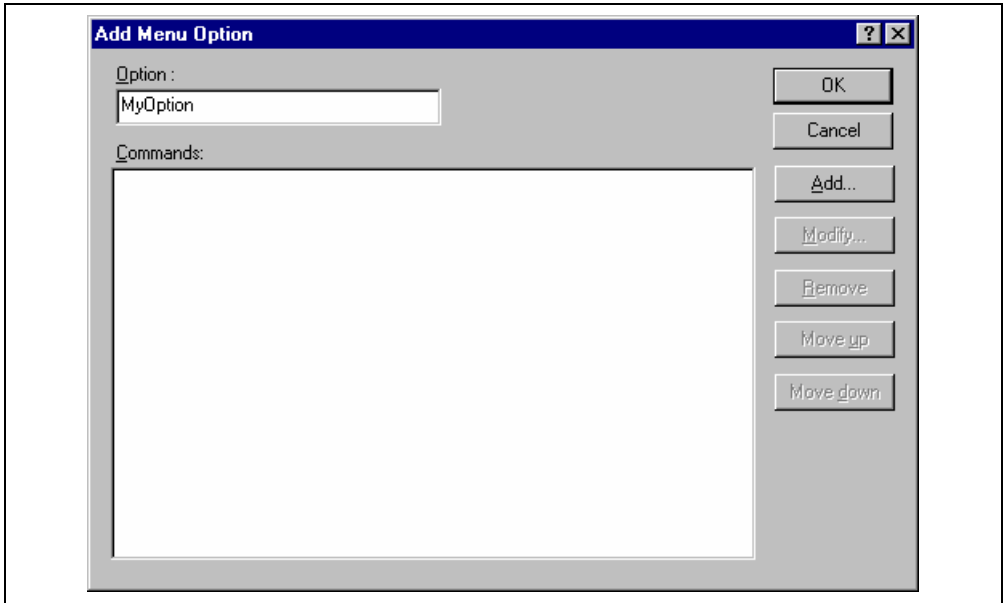 Add Menu Option
Option :
MyOption
Commands:
OK
Cancel
Add...
Modify...
Remove
Move up
Move down